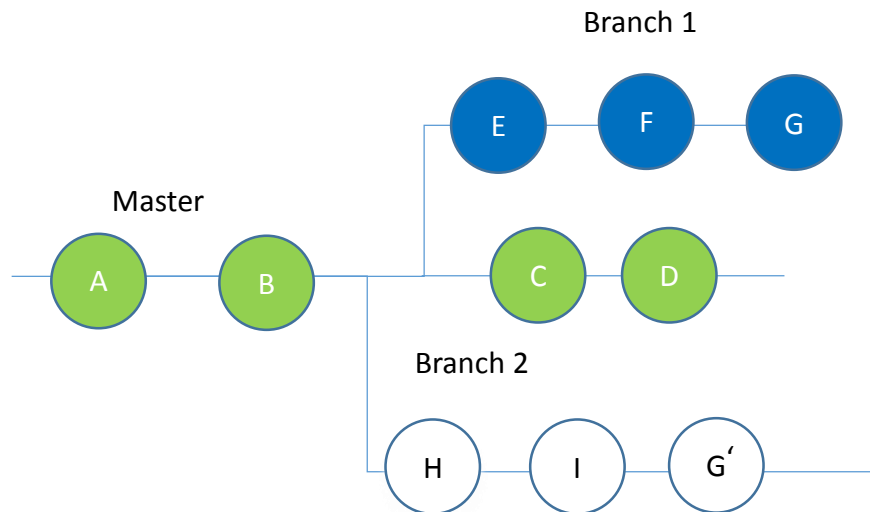 Branch 1
E F G
Master
A B C D
Branch 2
H I G‘